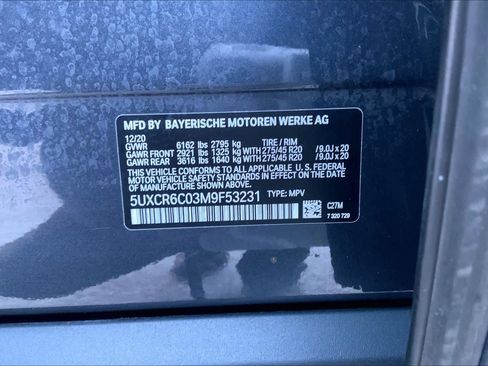 MFD BY BAYERISCHE MOTOREN WERKE AG
12/20
GVWR 6162 lbs 2795 kg TIRE / RIM
GAWR FRONT 2921 lbs 1325 kg WITH 275/45 R20 / 9.0J x 20
GAWR REAR 3616 lbs 1640 kg WITH 275/45 R20 / 9.0J x 20
THIS VEHICLE CONFORMS TO ALL APPLICABLE U. S. FEDERAL
MOTOR VEHICLE SAFETY STANDARDS IN EFFECT ON THE DATE
OF MANUFACTURE SHOWN ABOVE.
5UXCR6C03M9F53231 TYPE: MPV C27M
7 320 729